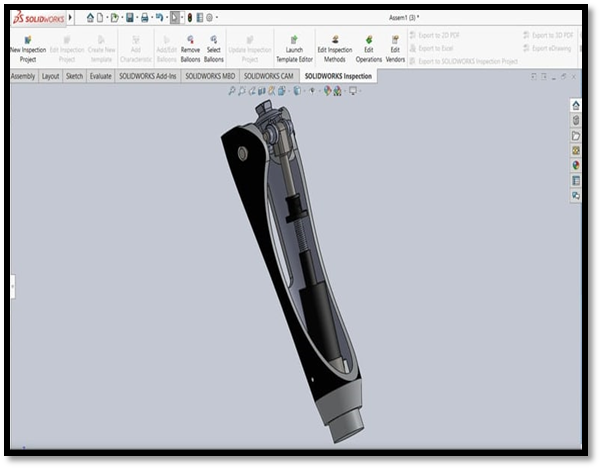 SOLIDWORKS
Assem1 (3) *
New Inspection Project
Edit Inspection Project
Create New template
Add Characteristic
Add/Edit Balloons
Remove Balloons
Select Balloons
Update Inspection Project
Launch Template Editor
Edit Inspection Methods
Edit Operations
Edit Vendors
Export to 2D PDF
Export to Excel
Export to SOLIDWORKS Inspection Project
Export to 3D PDF
Export eDrawing
Assembly Layout Sketch Evaluate SOLIDWORKS Add-Ins SOLIDWORKS MBD SOLIDWORKS CAM SOLIDWORKS Inspection